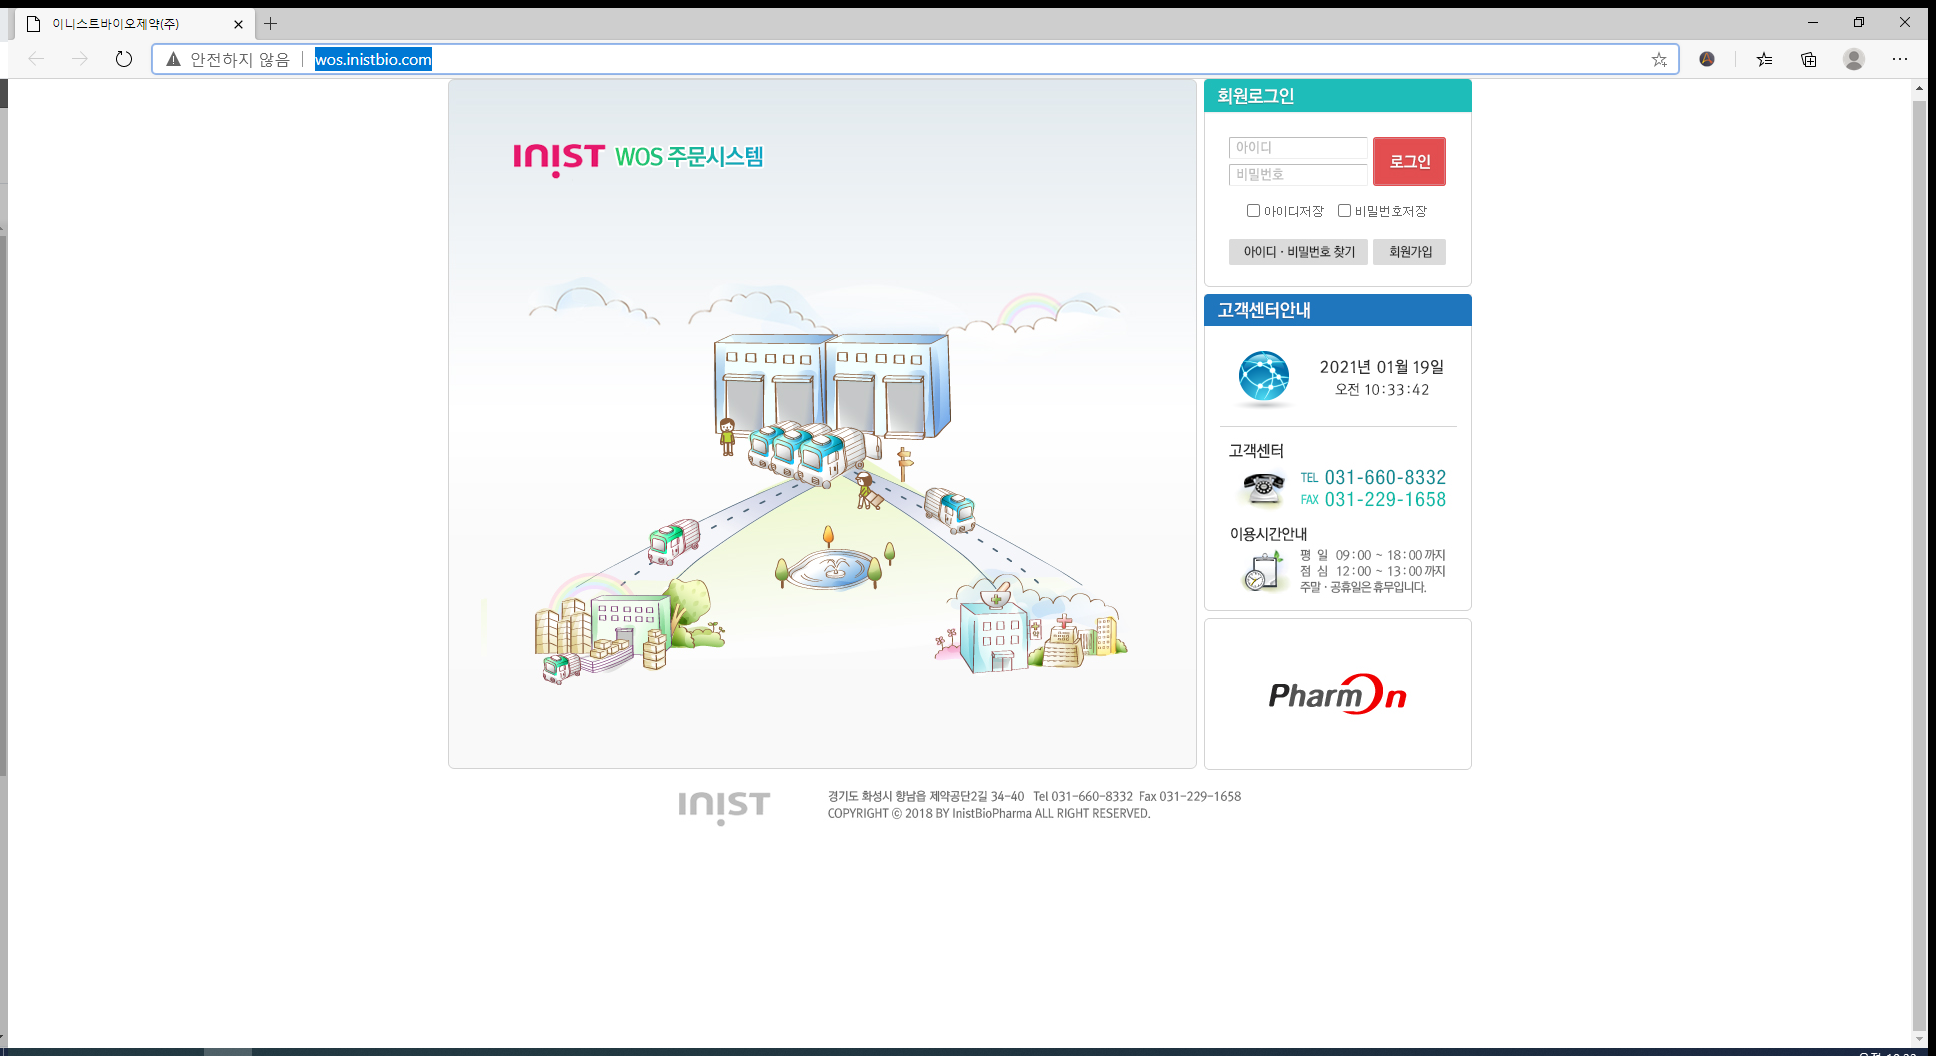 이니스트바이오제약(주)
안전하지 않음
wos.inistbio.com
INIST WOS 주문시스템
회원로그인
아이디
비밀번호
로그인
아이디저장 비밀번호저장
아이디 · 비밀번호 찾기
회원가입
고객센터안내
2021년 01월 19일
오전 10:33:42
고객센터
TEL 031-660-8332
FAX 031-229-1658
이용시간안내
평 일 09:00 ~ 18:00 까지
점 심 12:00 ~ 13:00 까지
주말 · 공휴일은 휴무입니다.
PharmOn
INIST
경기도 화성시 향남읍 제약공단2길 34-40 Tel 031-660-8332 Fax 031-229-1658
COPYRIGHT ⓒ 2018 BY InistBioPharma ALL RIGHT RESERVED.